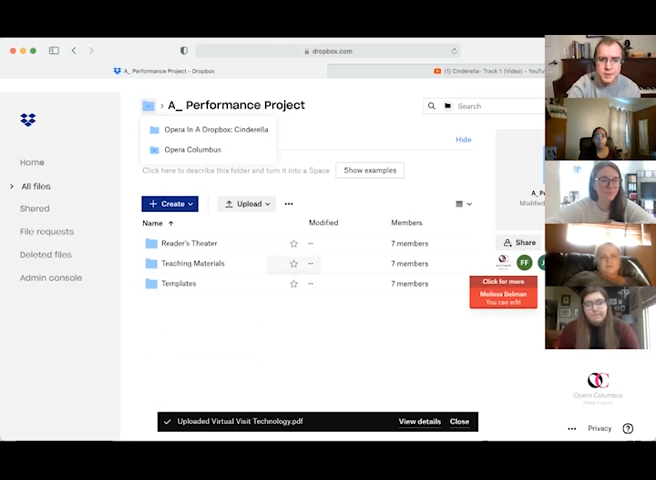 dropbox.com
A_ Performance Project - Dropbox
Cinderella- Track 1 (Video) - YouTu
A_ Performance Project
Search
Opera In A Dropbox: Cinderella
Opera Columbus
Hide
Click here to describe this folder and turn it into a Space
Show examples
Home
All files
Shared
File requests
Deleted files
Admin console
Create
Upload
Name
Modified
Members
Reader's Theater
--
7 members
Teaching Materials
--
7 members
Templates
--
7 members
Modified
Share
FF
Click for more
Melissa Belman
You can edit
Opera Columbus
Uploaded Virtual Visit Technology.pdf
View details
Close
Privacy